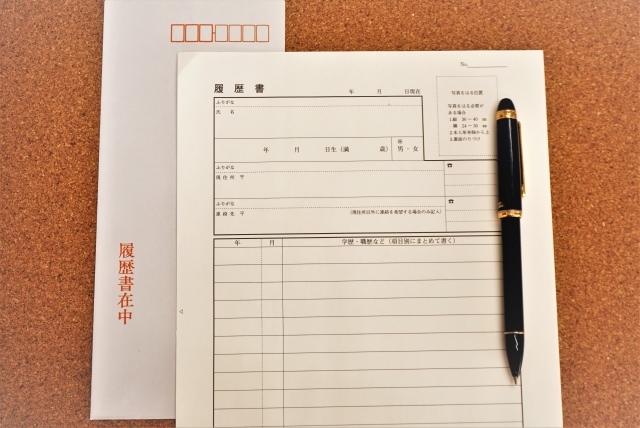 No.
履歴書
年 月 日現在
写真をはる位置
写真をはる必要が
ある場合
1.縦 36～40 mm
横 24～30 mm
2.本人単身胸から上
3.裏面のりづけ
ふりがな
氏 名
年 月 日生(満 歳)
※
男・女
ふりがな
現住所 〒
☎
ふりがな
連絡先 〒
(現住所以外に連絡を希望する場合のみ記入)
☎
年 月 学歴・職歴など(項目別にまとめて書く)
履歴書在中